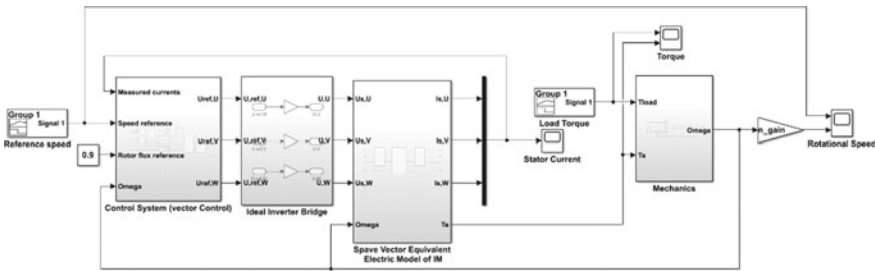 Group 1
Signal 1
Reference speed
0.9
Measured currents
Speed reference
Rotor flux reference
Omega
Uref,U
Uref,V
Uref,W
Control System (vector Control)
U,ref,U
U,ref,V
U,ref,W
U,U
U,V
U,W
Ideal Inverter Bridge
Us,U
Us,V
Us,W
Omega
Is,U
Is,V
Is,W
Te
Spave Vector Equivalent
Electric Model of IM
Stator Current
Group 1
Signal 1
Load Torque
Torque
Tload
Te
Omega
Mechanics
n_gain
Rotational Speed